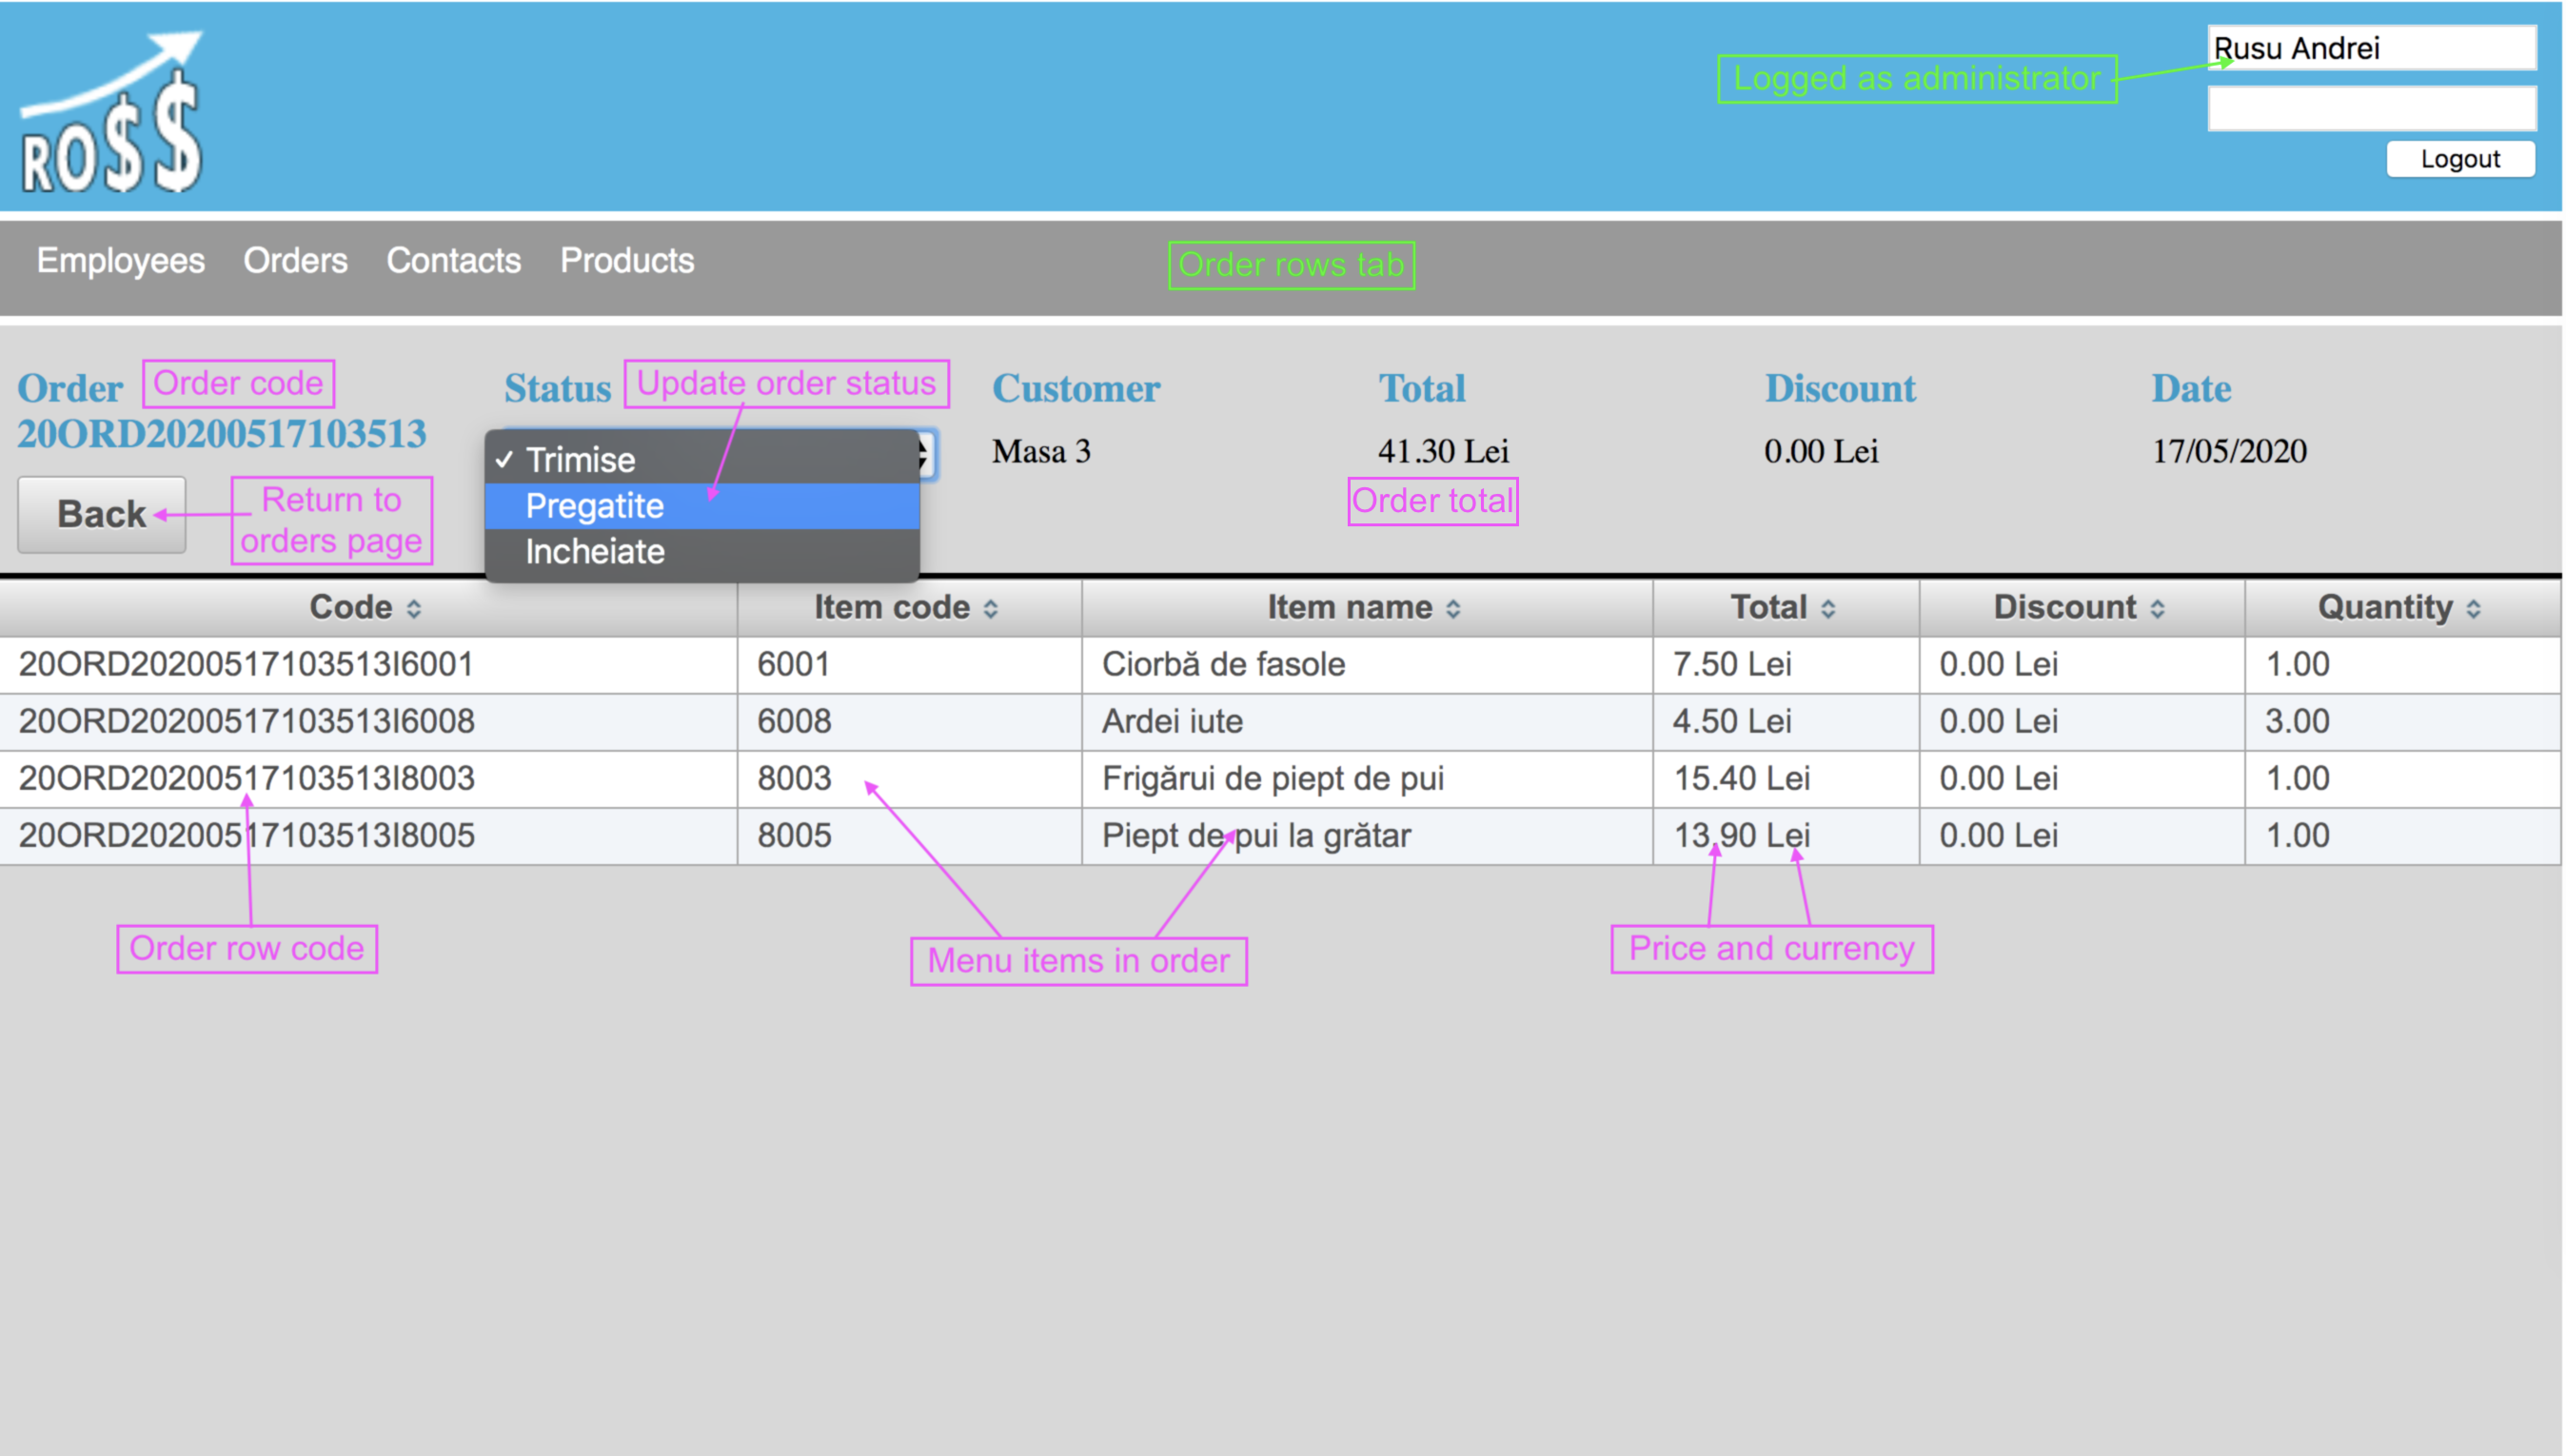 RO$$
Rusu Andrei
Logged as administrator
Logout
Employees Orders Contacts Products
Order rows tab
Order Order code Status Update order status Customer Total Discount Date
20ORD20200517103513
✓ Trimise
Masa 3 41.30 Lei 0.00 Lei 17/05/2020
Back
Return to
orders page
Pregatite
Order total
Incheiate
Code Item code Item name Total Discount Quantity
20ORD20200517103513I6001 6001 Ciorbă de fasole 7.50 Lei 0.00 Lei 1.00
20ORD20200517103513I6008 6008 Ardei iute 4.50 Lei 0.00 Lei 3.00
20ORD20200517103513I8003 8003 Frigărui de piept de pui 15.40 Lei 0.00 Lei 1.00
20ORD20200517103513I8005 8005 Piept de pui la grătar 13.90 Lei 0.00 Lei 1.00
Order row code
Menu items in order
Price and currency